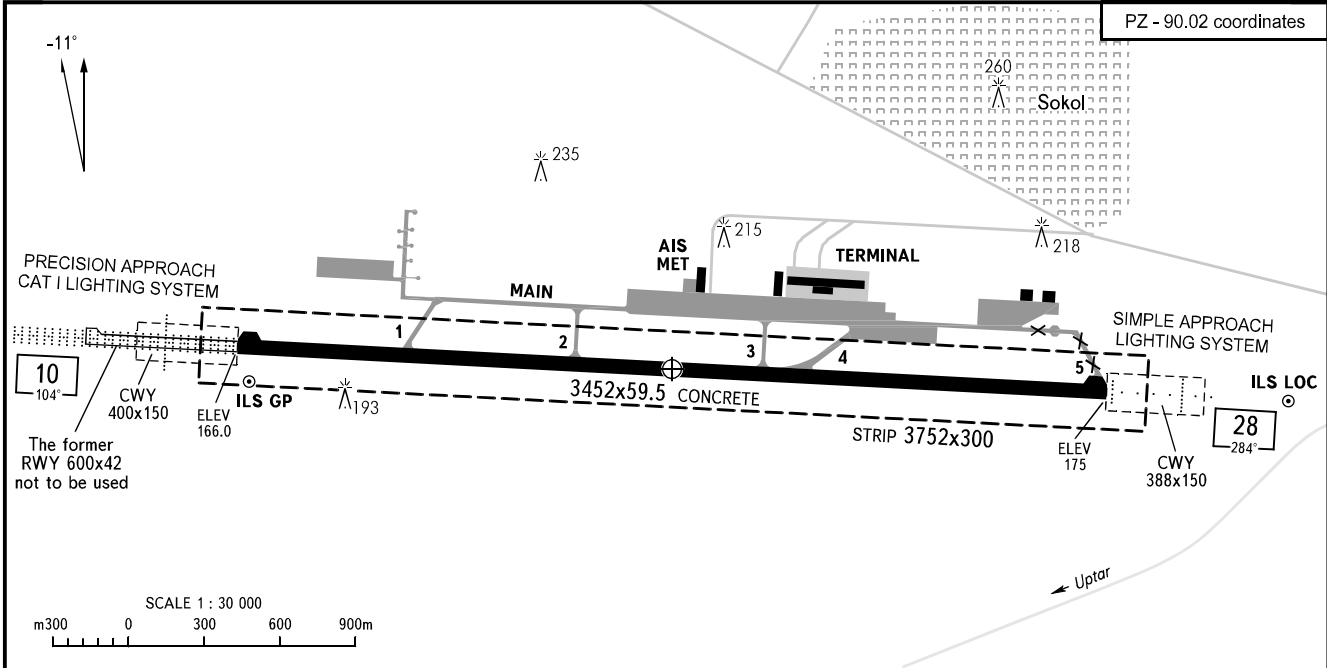 PZ - 90.02 coordinates
-11°
260
Sokol
235
215
218
AIS
MET
TERMINAL
PRECISION APPROACH
CAT I LIGHTING SYSTEM
MAIN
SIMPLE APPROACH
LIGHTING SYSTEM
1
2
3
4
5
10
104°
CWY
400x150
ELEV
166.0
ILS GP
193
3452x59.5 CONCRETE
STRIP 3752x300
ELEV
175
CWY
388x150
28
284°
ILS LOC
The former
RWY 600x42
not to be used
Uptar
SCALE 1 : 30 000
m300 0 300 600 900m